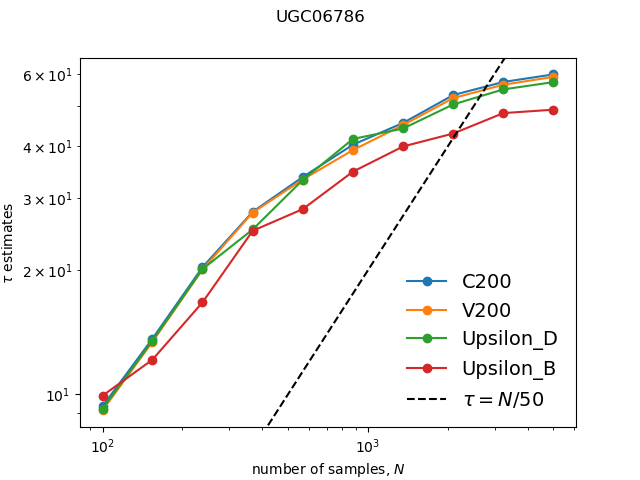 UGC06786
6 × 10¹
4 × 10¹
3 × 10¹
2 × 10¹
10¹
τ estimates
C200
V200
Upsilon_D
Upsilon_B
τ = N/50
10² 10³
number of samples, N